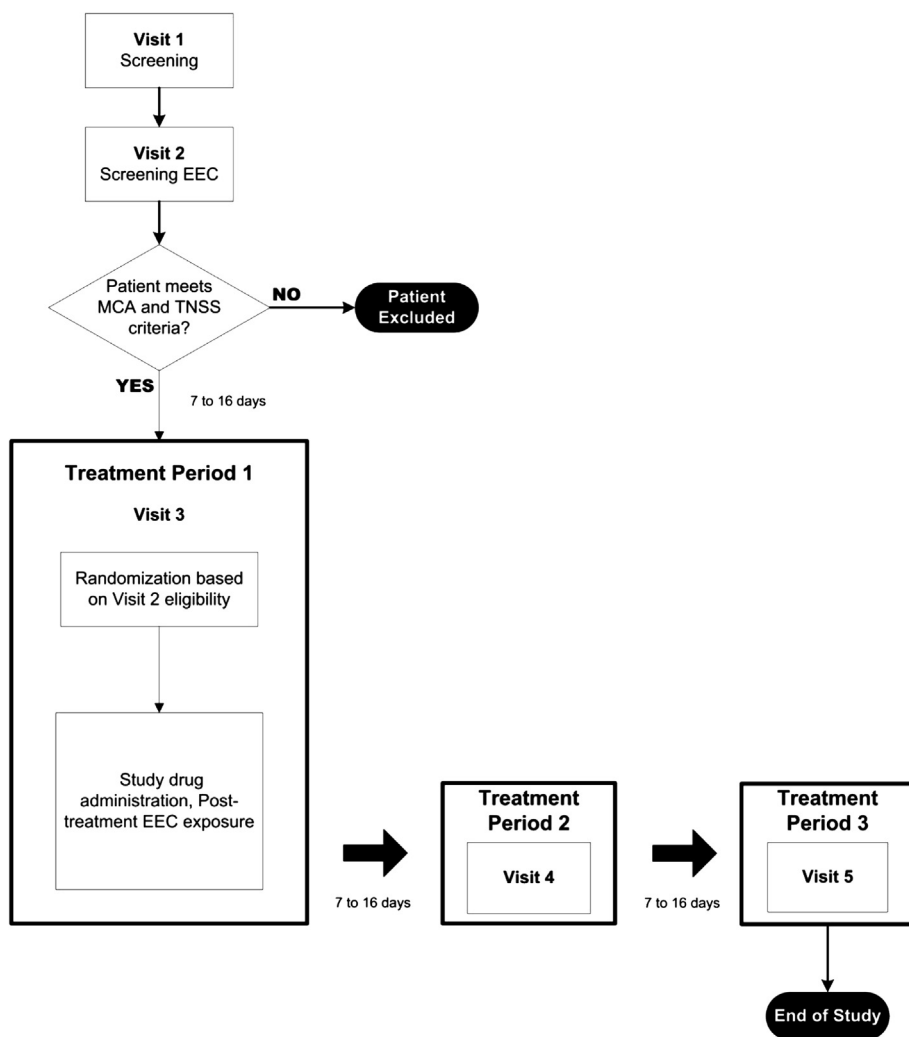 Visit 1
Screening
Visit 2
Screening EEC
Patient meets
MCA and TNSS
criteria?
NO
Patient
Excluded
YES
7 to 16 days
Treatment Period 1
Visit 3
Randomization based
on Visit 2 eligibility
Study drug
administration, Post-
treatment EEC exposure
7 to 16 days
Treatment
Period 2
Visit 4
7 to 16 days
Treatment
Period 3
Visit 5
End of Study